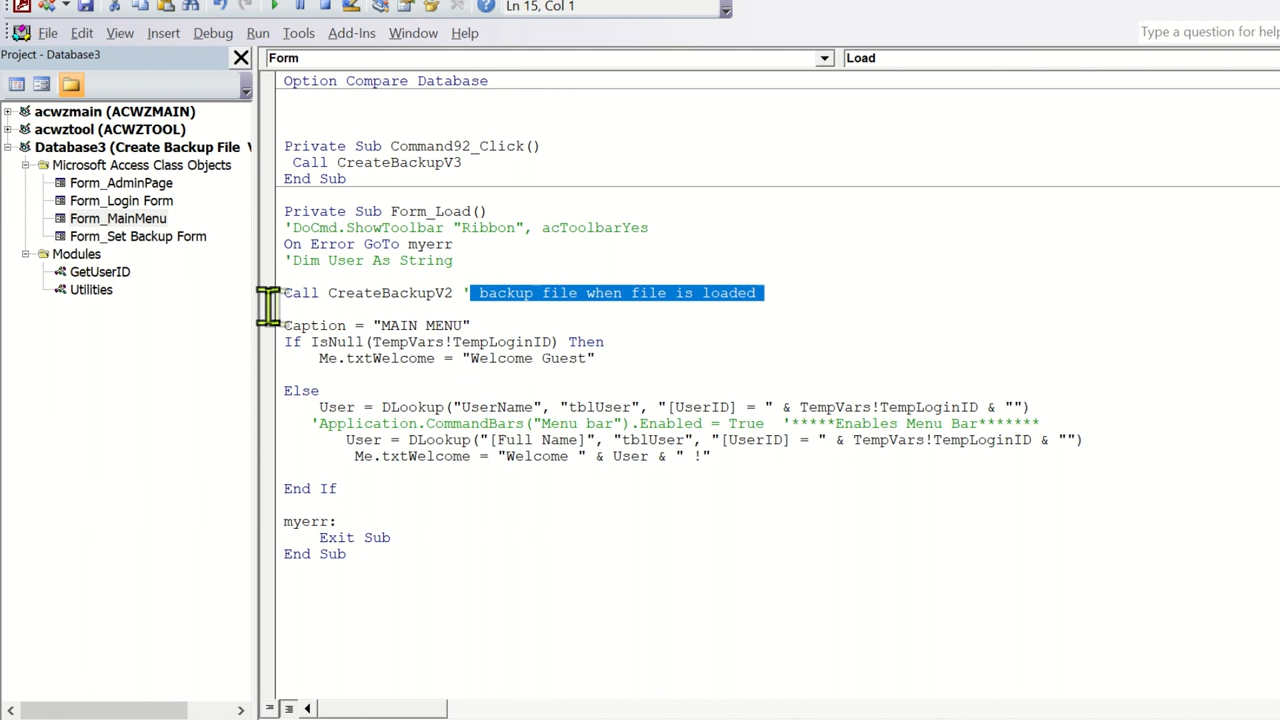 Ln 15, Col 1
File Edit View Insert Debug Run Tools Add-Ins Window Help
Type a question for help
Project - Database3
Form
Load
acwzmain (ACWZMAIN)
acwztool (ACWZTOOL)
Database3 (Create Backup File V
Microsoft Access Class Objects
Form_AdminPage
Form_Login Form
Form_MainMenu
Form_Set Backup Form
Modules
GetUserID
Utilities
Option Compare Database
Private Sub Command92_Click()
Call CreateBackupV3
End Sub
Private Sub Form_Load()
'DoCmd.ShowToolbar "Ribbon", acToolbarYes
On Error GoTo myerr
'Dim User As String
Call CreateBackupV2 ' backup file when file is loaded
Caption = "MAIN MENU"
If IsNull(TempVars!TempLoginID) Then
Me.txtWelcome = "Welcome Guest"
Else
User = DLookup("UserName", "tblUser", "[UserID] = " & TempVars!TempLoginID & "")
'Application.CommandBars("Menu bar").Enabled = True '*****Enables Menu Bar*******
User = DLookup("[Full Name]", "tblUser", "[UserID] = " & TempVars!TempLoginID & "")
Me.txtWelcome = "Welcome " & User & " !"
End If
myerr:
Exit Sub
End Sub